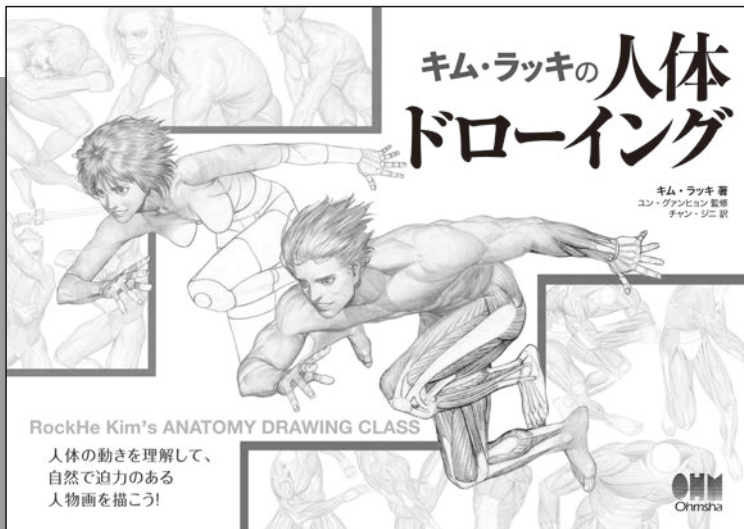 キム・ラッキの人体
ドローイング
キム・ラッキ 著
ユン・グァンヒョン 監修
チャン・ジニ 訳
RockHe Kim's ANATOMY DRAWING CLASS
人体の動きを理解して、
自然で迫力のある
人物画を描こう!
OHM
Ohmsha